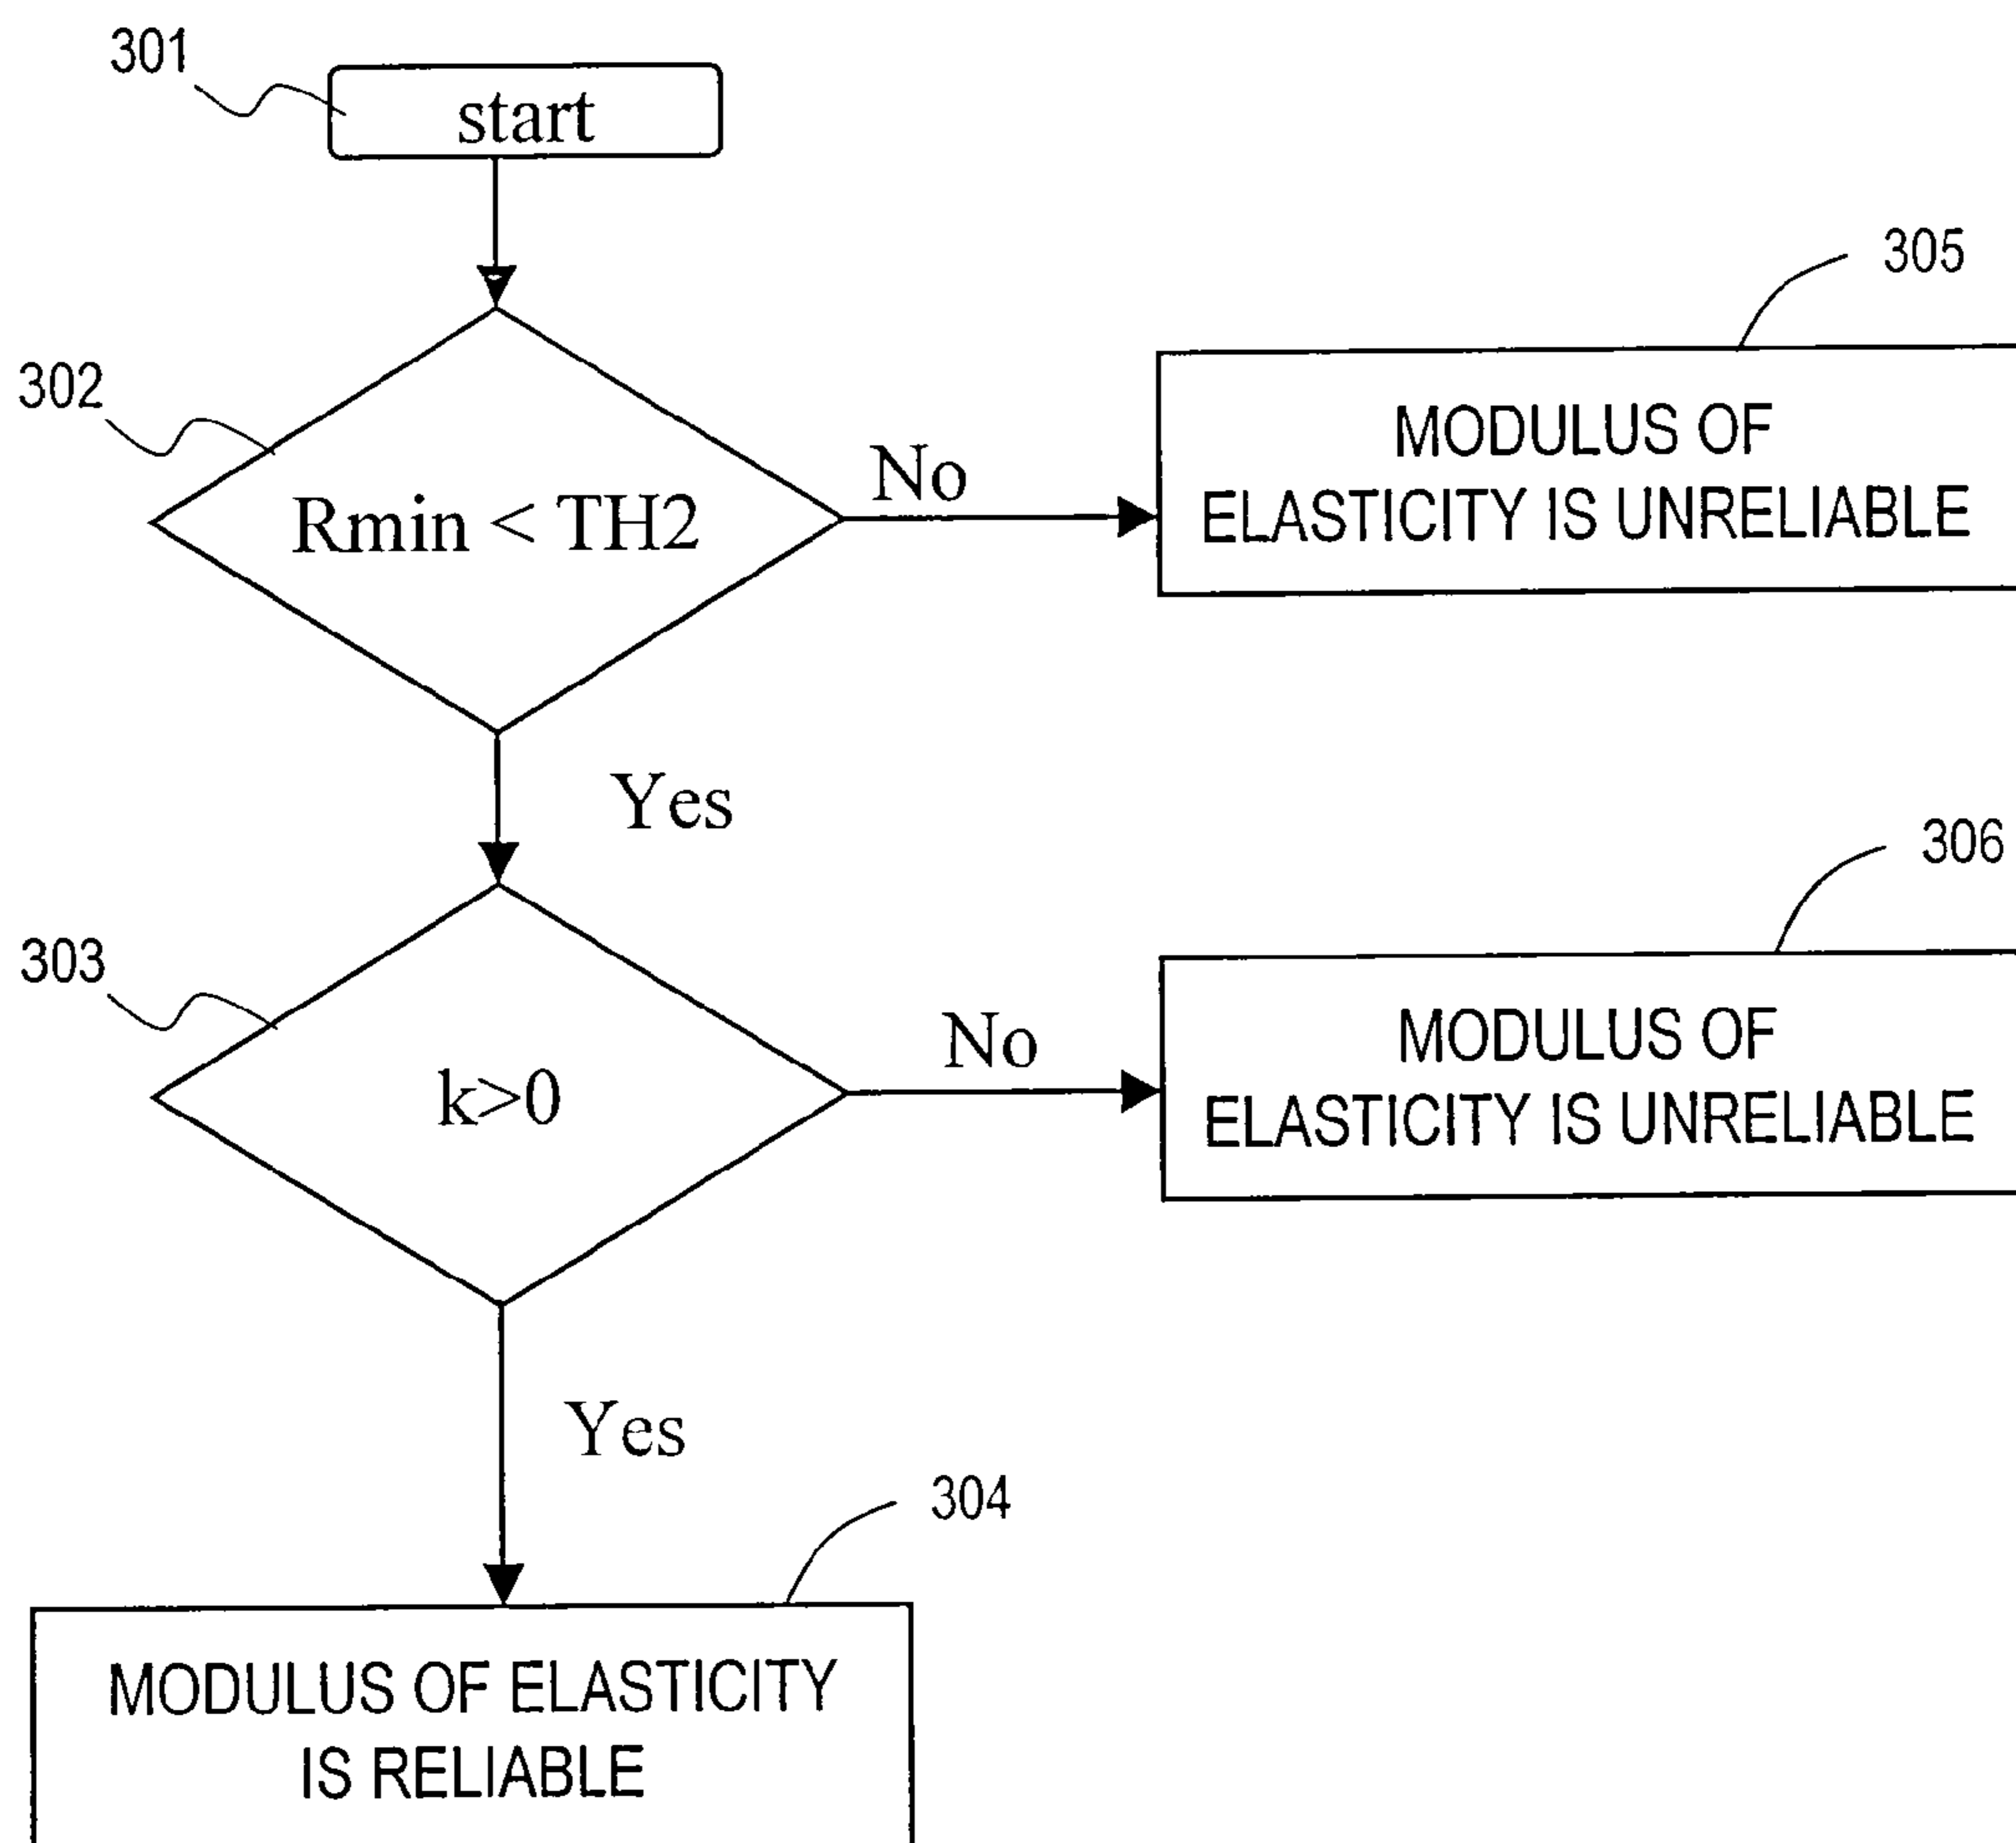 301
start
305
302
MODULUS OF
ELASTICITY IS UNRELIABLE
No
Rmin < TH2
Yes
306
303
MODULUS OF
ELASTICITY IS UNRELIABLE
No
k>0
Yes
304
MODULUS OF ELASTICITY
IS RELIABLE